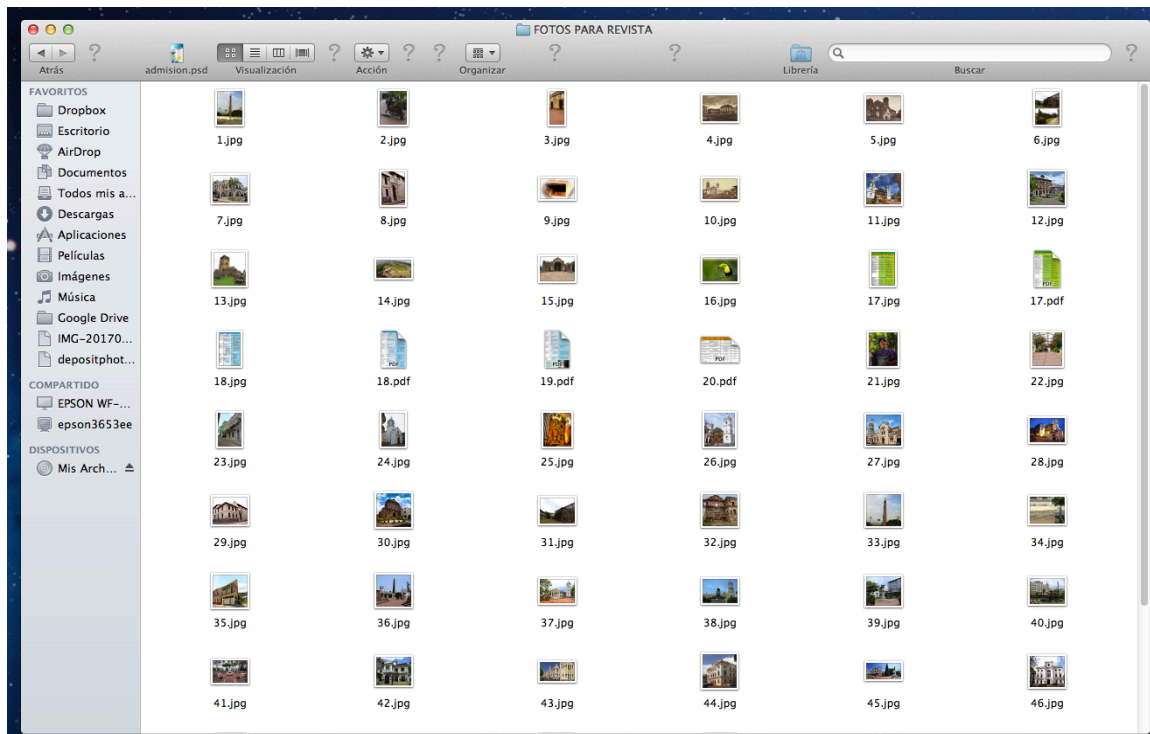 FOTOS PARA REVISTA
Atrás
admision.psd
Visualización
Acción
Organizar
Librería
Buscar
FAVORITOS
Dropbox
Escritorio
AirDrop
Documentos
Todos mis a...
Descargas
Aplicaciones
Películas
Imágenes
Música
Google Drive
IMG-20170...
depositphot...
COMPARTIDO
EPSON WF-...
epson3653ee
DISPOSITIVOS
Mis Arch...
1.jpg 2.jpg 3.jpg 4.jpg 5.jpg 6.jpg
7.jpg 8.jpg 9.jpg 10.jpg 11.jpg 12.jpg
13.jpg 14.jpg 15.jpg 16.jpg 17.jpg 17.pdf
18.jpg 18.pdf 19.pdf 20.pdf 21.jpg 22.jpg
23.jpg 24.jpg 25.jpg 26.jpg 27.jpg 28.jpg
29.jpg 30.jpg 31.jpg 32.jpg 33.jpg 34.jpg
35.jpg 36.jpg 37.jpg 38.jpg 39.jpg 40.jpg
41.jpg 42.jpg 43.jpg 44.jpg 45.jpg 46.jpg